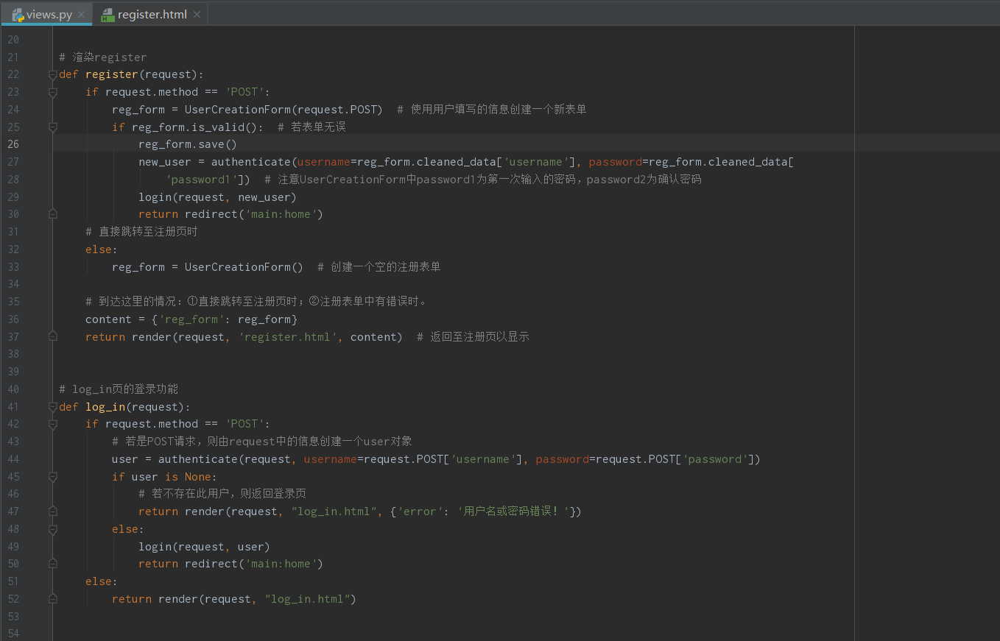 views.py
register.html
20
21 # 渲染register
22 def register(request):
23 if request.method == 'POST':
24 reg_form = UserCreationForm(request.POST)  # 使用用户填写的信息创建一个新表单
25 if reg_form.is_valid():  # 若表单无误
26 reg_form.save()
27 new_user = authenticate(username=reg_form.cleaned_data['username'], password=reg_form.cleaned_data[
28 'password1'])  # 注意UserCreationForm中password1为第一次输入的密码，password2为确认密码
29 login(request, new_user)
30 return redirect('main:home')
31 # 直接跳转至注册页时
32 else:
33 reg_form = UserCreationForm()  # 创建一个空的注册表单
34
35 # 到达这里的情况：①直接跳转至注册页时；②注册表单中有错误时。
36 content = {'reg_form': reg_form}
37 return render(request, 'register.html', content)  # 返回至注册页以显示
38
39
40 # log_in页的登录功能
41 def log_in(request):
42 if request.method == 'POST':
43 # 若是POST请求，则由request中的信息创建一个user对象
44 user = authenticate(request, username=request.POST['username'], password=request.POST['password'])
45 if user is None:
46 # 若不存在此用户，则返回登录页
47 return render(request, "log_in.html", {'error': '用户名或密码错误！'})
48 else:
49 login(request, user)
50 return redirect('main:home')
51 else:
52 return render(request, "log_in.html")
53
54